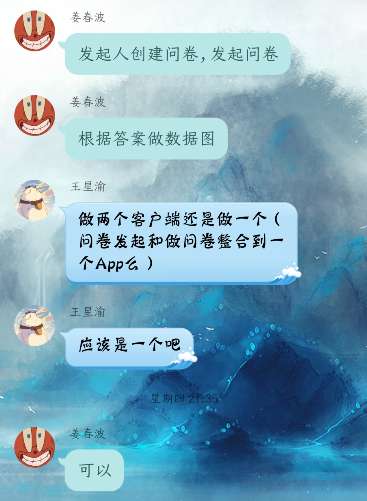 姜春波
发起人创建问卷,发起问卷
姜春波
根据答案做数据图
王星渝
做两个客户端还是做一个(
问卷发起和做问卷整合到一
个App么)
王星渝
应该是一个吧
星期四 21:35
姜春波
可以